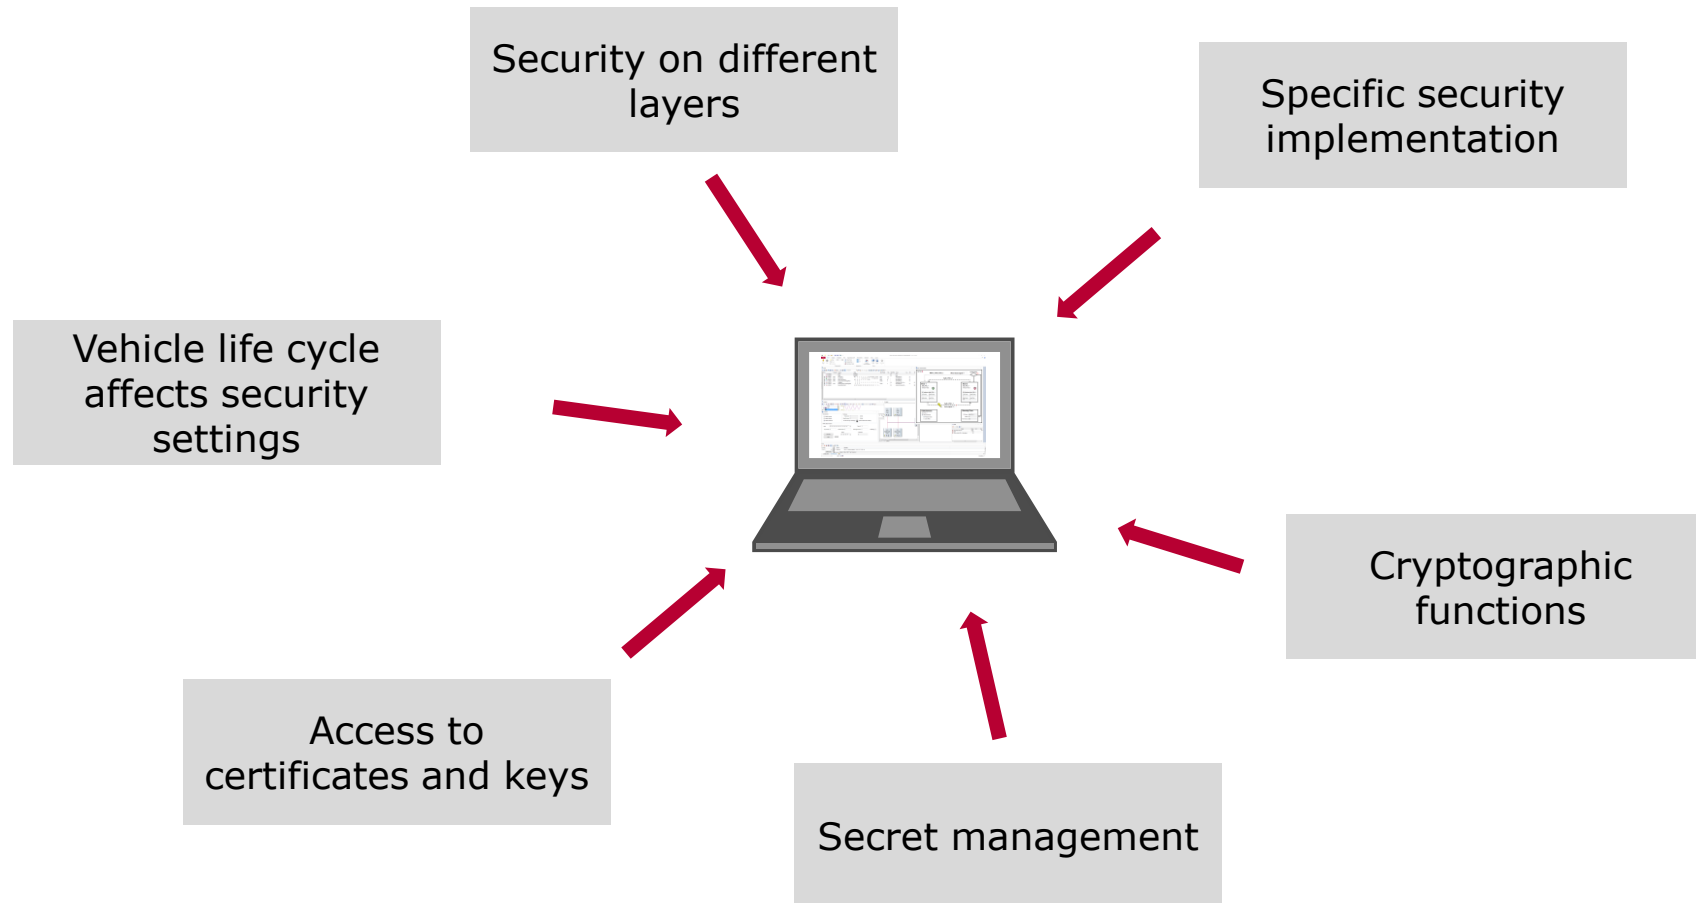 Security on different
layers
Specific security
implementation
Vehicle life cycle
affects security
settings
Cryptographic
functions
Access to
certificates and keys
Secret management